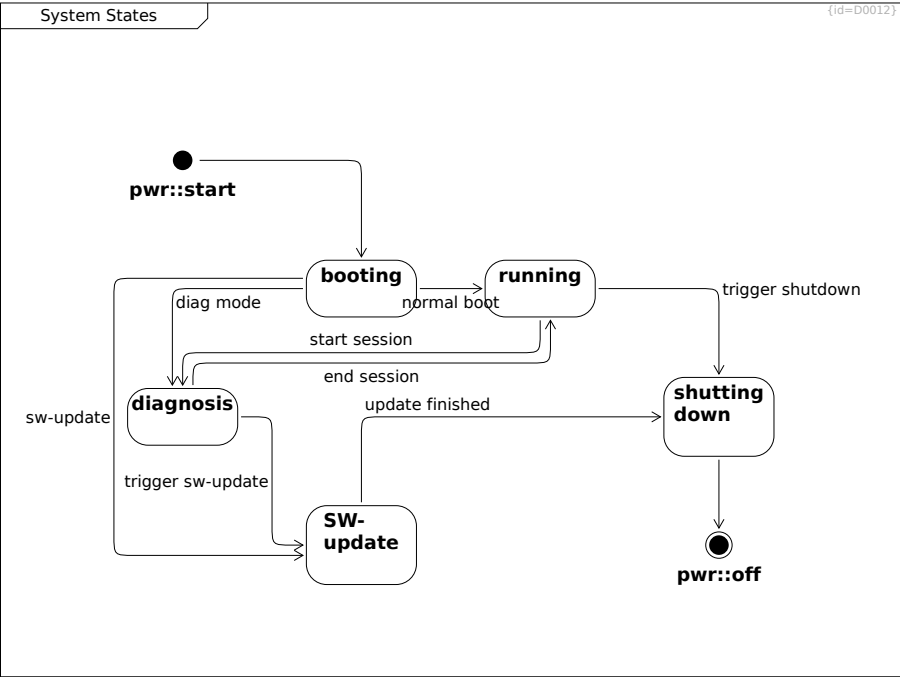 System States
{id=D0012}
pwr::start
booting
running
diag mode
normal boot
trigger shutdown
start session
end session
diagnosis
shutting
down
update finished
sw-update
trigger sw-update
SW-
update
pwr::off